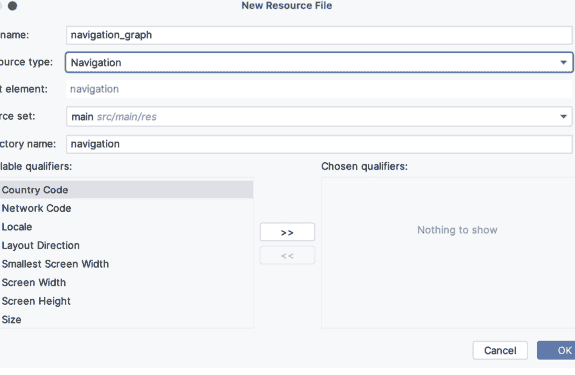 New Resource File
name: navigation_graph
ource type: Navigation
t element: navigation
rce set: main src/main/res
ctory name: navigation
lable qualifiers: Chosen qualifiers:
Country Code
Network Code
Locale
Layout Direction
Smallest Screen Width
Screen Width
Screen Height
Size
>>
<<
Nothing to show
Cancel OK